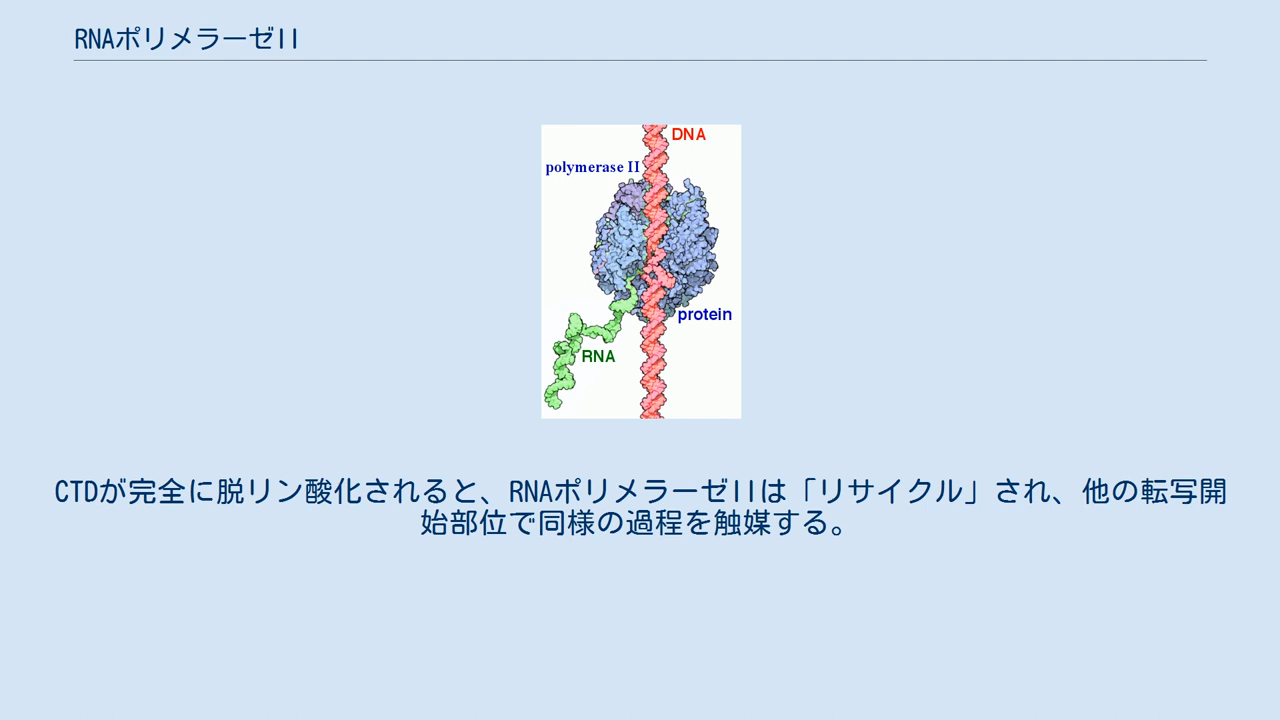 RNAポリメラーゼII
DNA
polymerase II
protein
RNA
CTDが完全に脱リン酸化されると、RNAポリメラーゼIIは「リサイクル」され、他の転写開
始部位で同様の過程を触媒する。